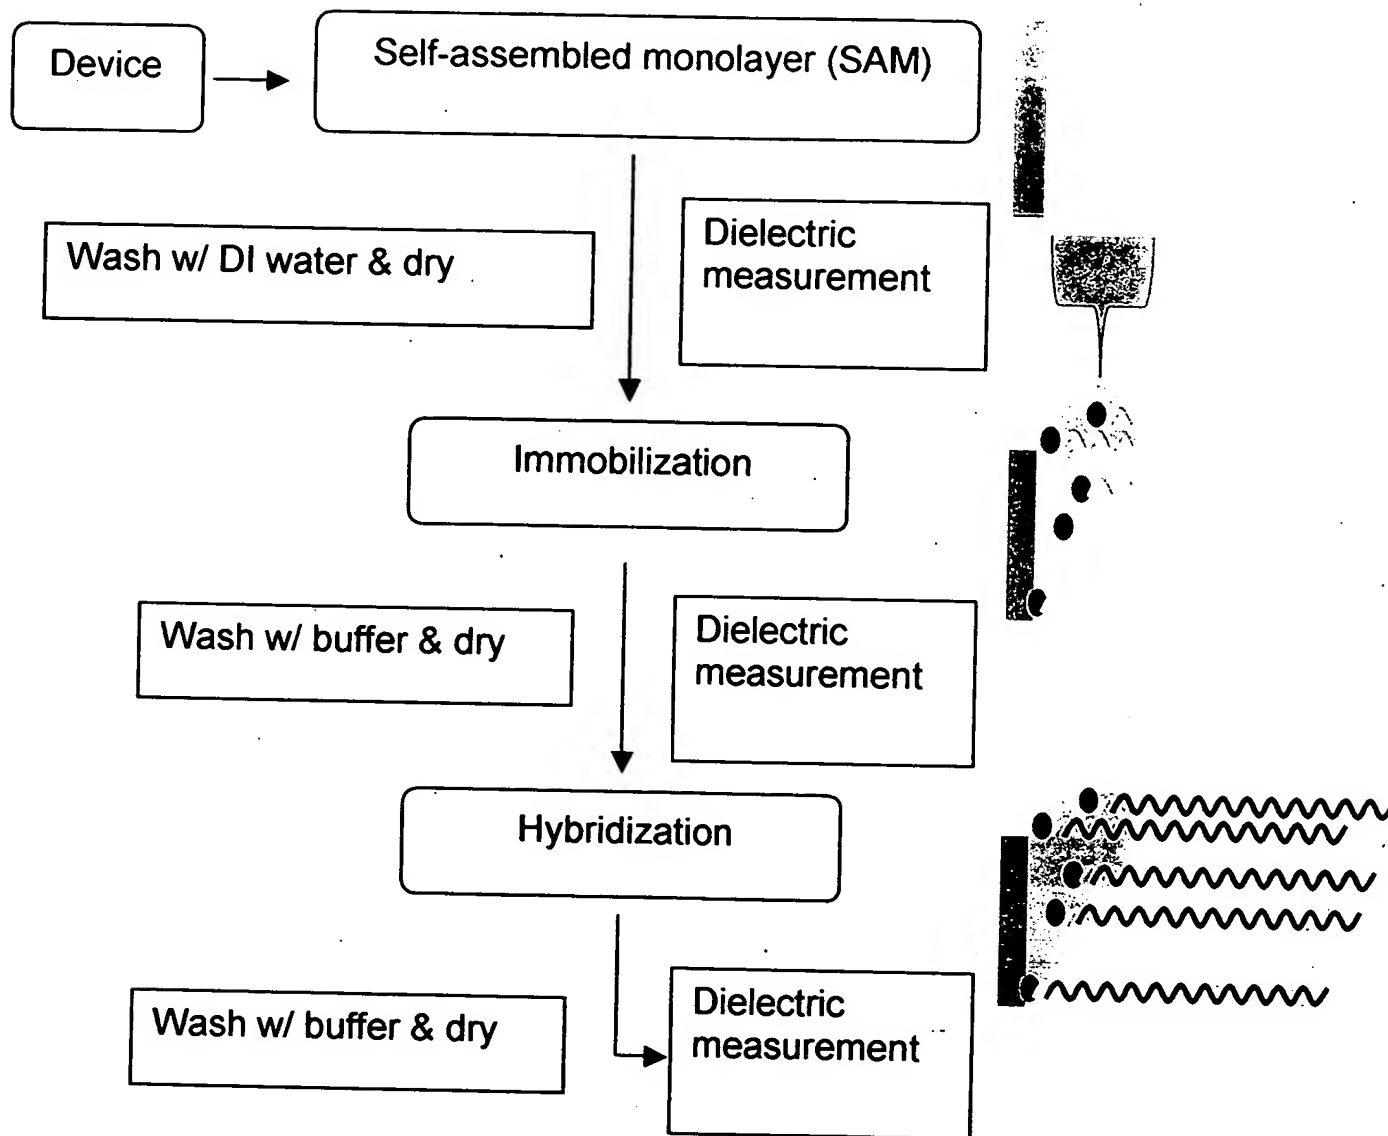 Device
Self-assembled monolayer (SAM)
Wash w/ DI water & dry
Dielectric
measurement
Immobilization
Wash w/ buffer & dry
Dielectric
measurement
Hybridization
Wash w/ buffer & dry
Dielectric
measurement